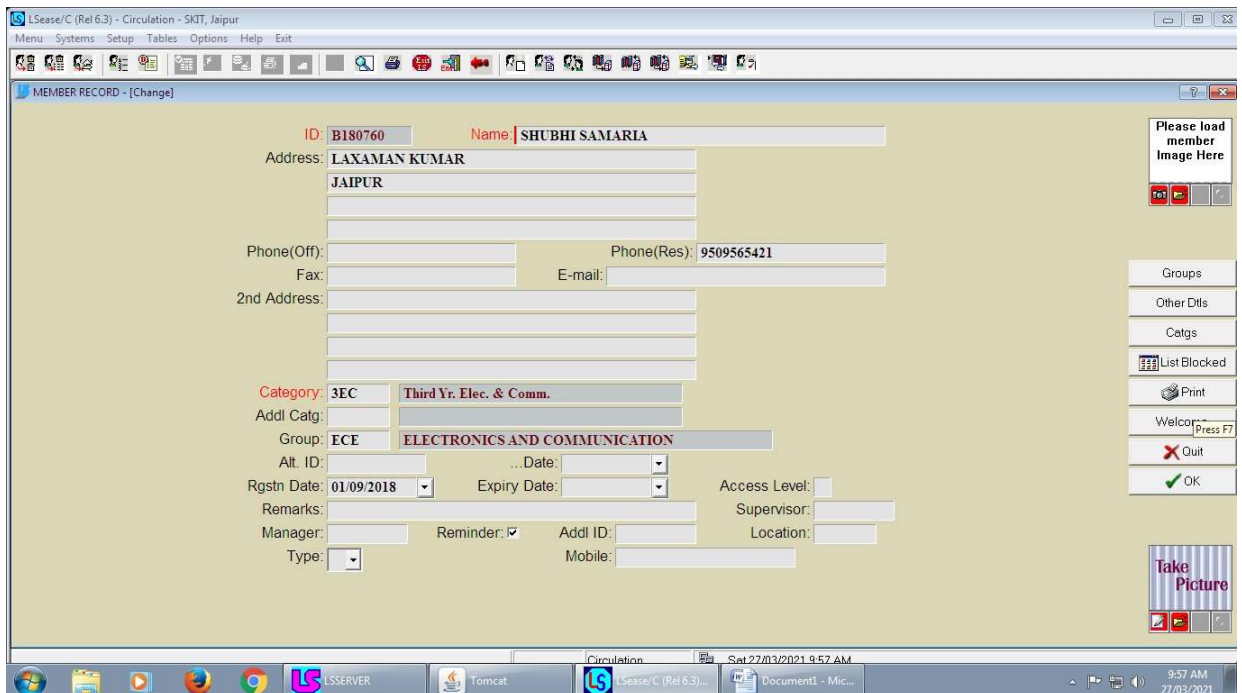 LSease/C (Rel 6.3) - Circulation - SKIT, Jaipur
Menu Systems Setup Tables Options Help Exit
MEMBER RECORD - [Change]
ID: B180760 Name: SHUBHI SAMARIA
Address: LAXAMAN KUMAR
JAIPUR
Phone(Off): Phone(Res): 9509565421
Fax: E-mail:
2nd Address:
Category: 3EC Third Yr. Elec. & Comm.
Addl Catg:
Group: ECE ELECTRONICS AND COMMUNICATION
Alt. ID: ...Date:
Rgstn Date: 01/09/2018 Expiry Date: Access Level:
Remarks: Supervisor:
Manager: Reminder: Addl ID: Location:
Type: Mobile:
Please load
member
Image Here
Groups
Other Dtls
Catgs
List Blocked
Print
Press F7
Quit
OK
Take
Picture
Circulation Sat 27/03/2021 9:57 AM
LS LSSERVER Tomcat LS LSease/C (Rel 6.3)... Document1 - Mic... 9:57 AM
27/03/2021